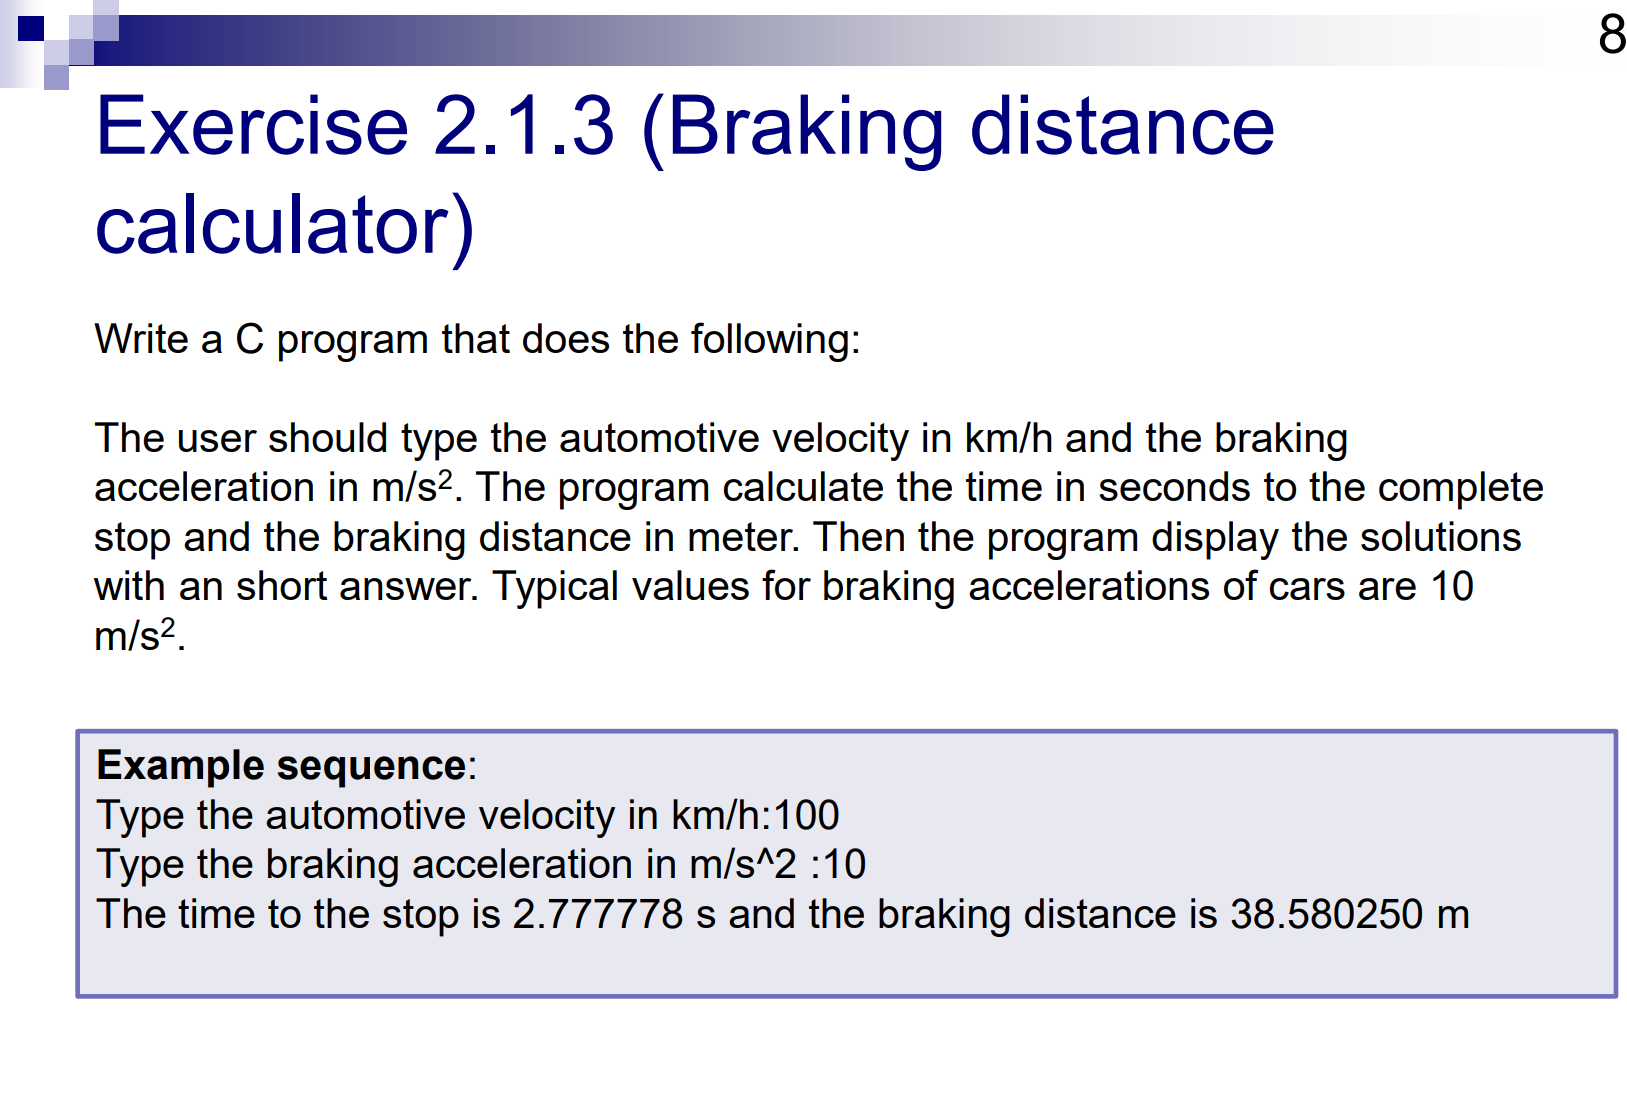 8
Exercise 2.1.3 (Braking distance
calculator)
Write a C program that does the following:
The user should type the automotive velocity in km/h and the braking
acceleration in m/s². The program calculate the time in seconds to the complete
stop and the braking distance in meter. Then the program display the solutions
with an short answer. Typical values for braking accelerations of cars are 10
m/s².
Example sequence:
Type the automotive velocity in km/h:100
Type the braking acceleration in m/s^2 :10
The time to the stop is 2.777778 s and the braking distance is 38.580250 m